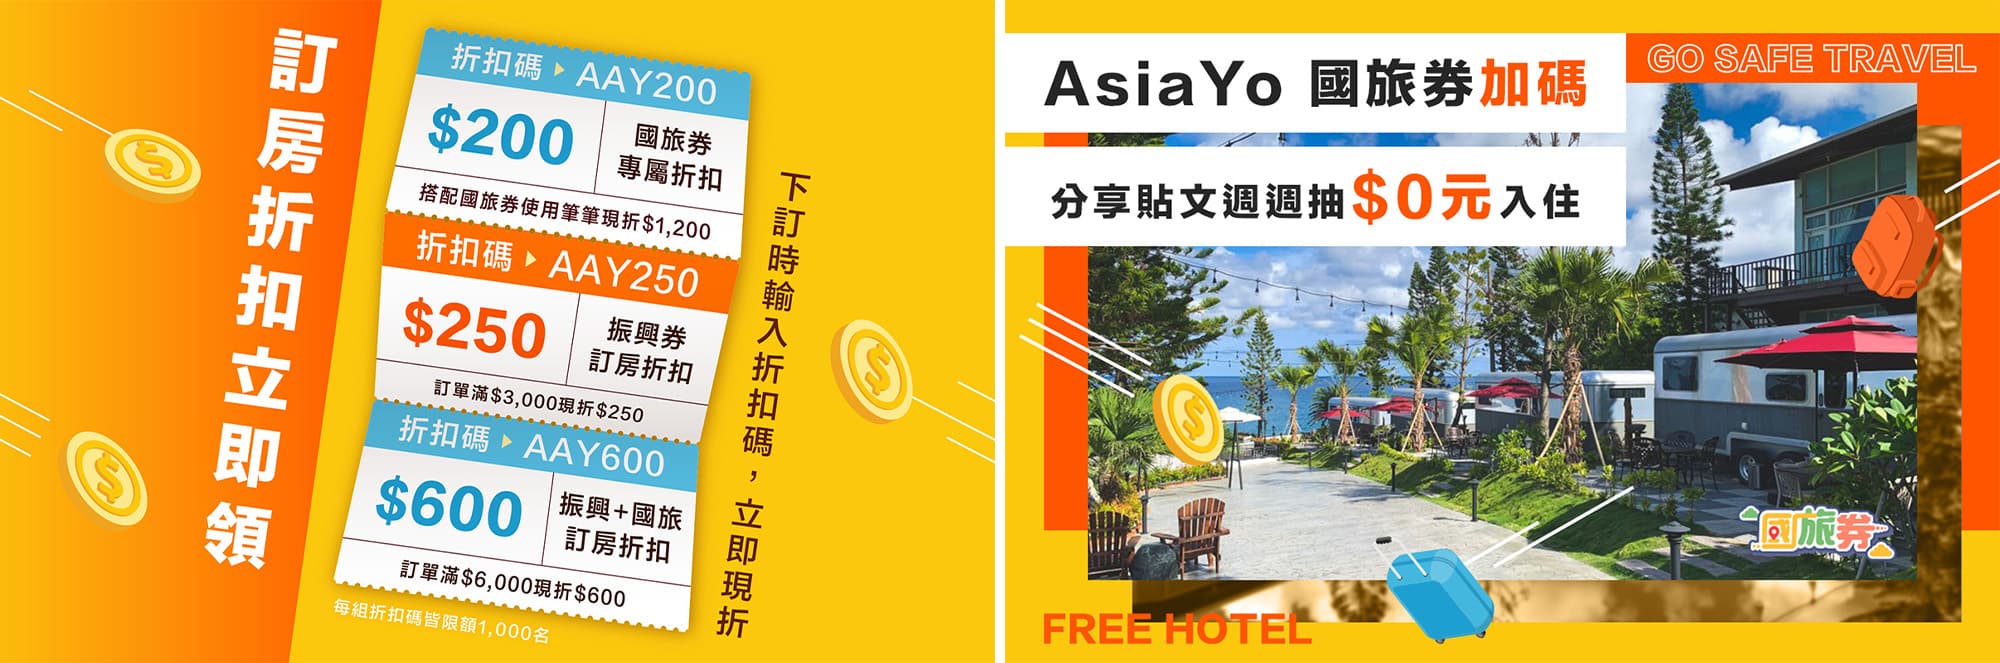 訂房折扣立即領
折扣碼 AAY200
$200
國旅券
專屬折扣
搭配國旅券使用筆筆現折$1,200
折扣碼 AAY250
$250
振興券
訂房折扣
訂單滿$3,000現折$250
折扣碼 AAY600
$600
振興+國旅
訂房折扣
訂單滿$6,000現折$600
每組折扣碼皆限額1,000名
下訂時輸入折扣碼，立即現折
GO SAFE TRAVEL
AsiaYo 國旅券加碼
分享貼文週週抽$0元入住
國旅券
FREE HOTEL